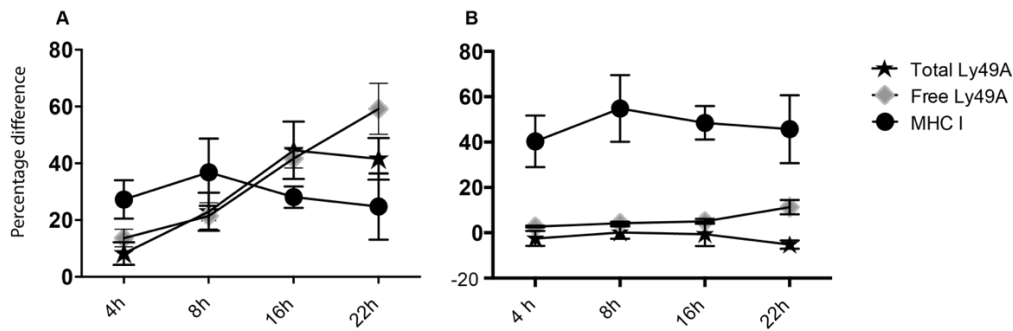 A
B
Percentage difference
80
60
40
20
0
4h
8h
16h
22h
80
60
40
20
0
-20
4 h
8h
16h
22h
Total Ly49A
Free Ly49A
MHC I